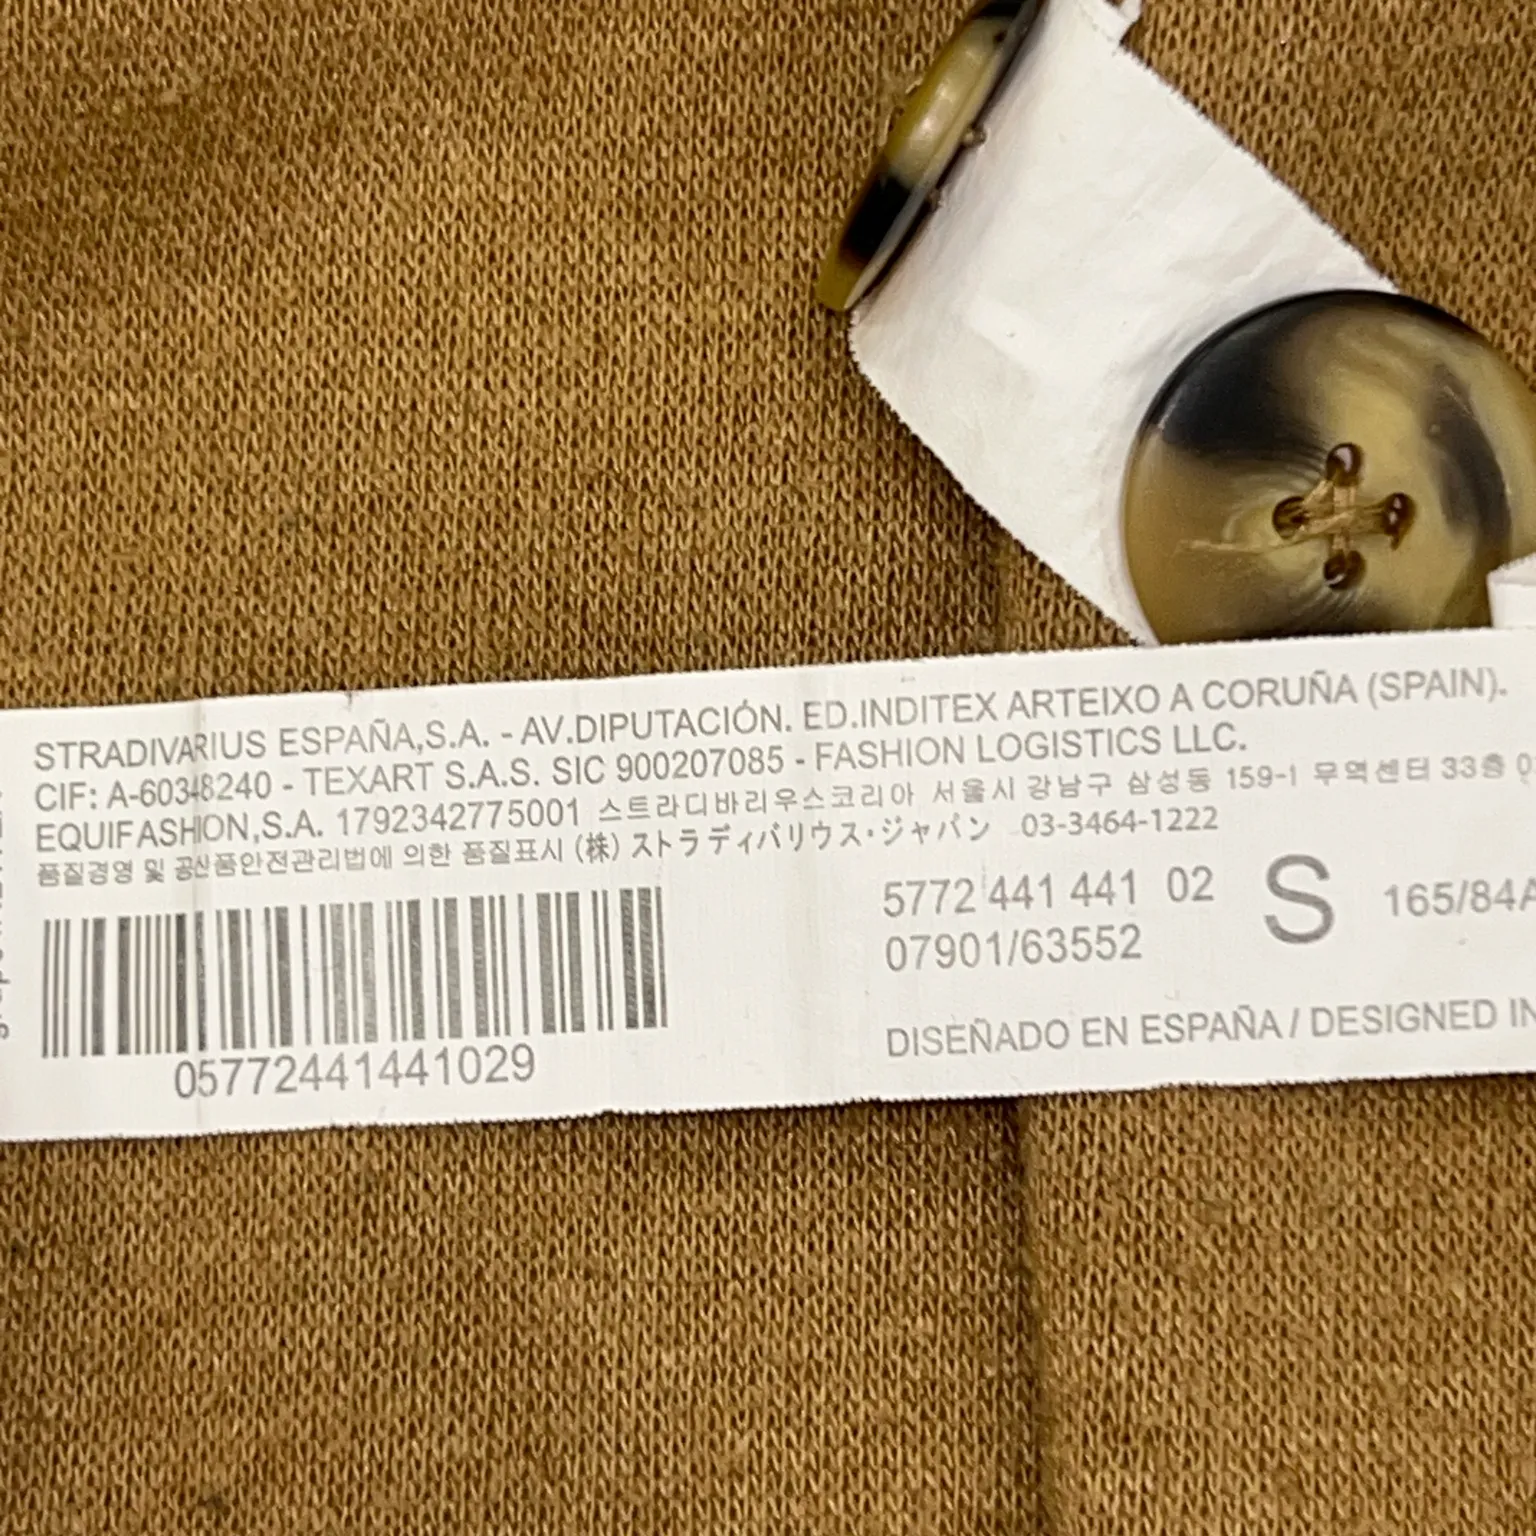 STRADIVARIUS ESPAÑA,S.A. - AV.DIPUTACIÓN. ED.INDITEX ARTEIXO A CORUÑA (SPAIN).
CIF: A-60348240 - TEXART S.A.S. SIC 900207085 - FASHION LOGISTICS LLC.
EQUIFASHION,S.A. 1792342775001 스트라디바리우스코리아 서울시 강남구 삼성동 159-1 무역센터 33층
품질경영 및 공산품안전관리법에 의한 품질표시 (株) ストラディバリウス・ジャパン 03-3464-1222
5772 441 441 02 S 165/84A
07901/63552
DISEÑADO EN ESPAÑA / DESIGNED IN
05772441441029